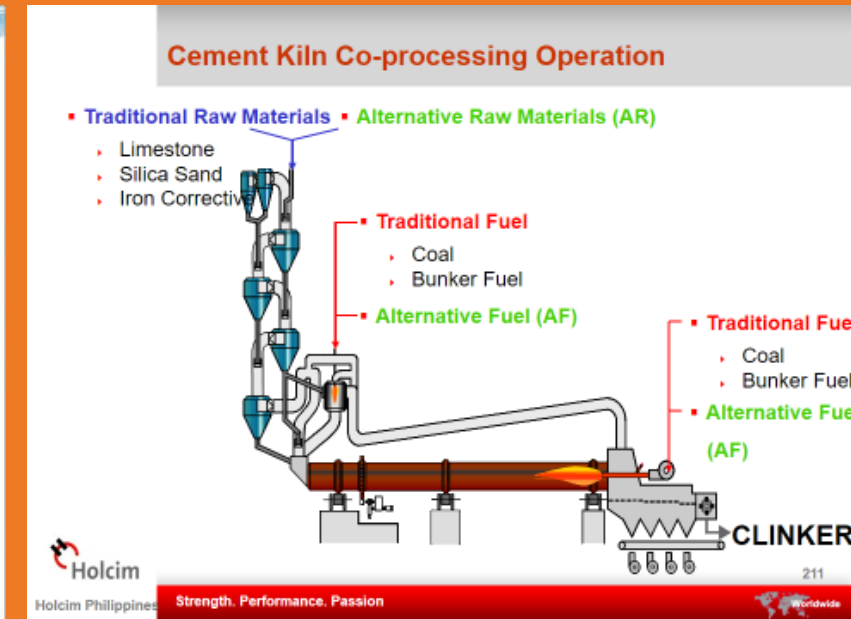 Cement Kiln Co-processing Operation
Traditional Raw Materials
Limestone
Silica Sand
Iron Corrective
Alternative Raw Materials (AR)
Traditional Fuel
Coal
Bunker Fuel
Alternative Fuel (AF)
Traditional Fue
Coal
Bunker Fuel
Alternative Fue
(AF)
CLINKER
211
Holcim
Holcim Philippines
Strength. Performance. Passion
Worldwide